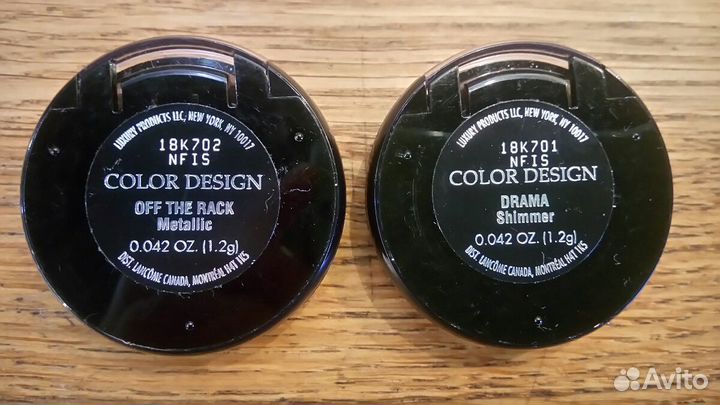 LUXURY PRODUCTS LLC, NEW YORK, NY 10017
18K702
NFIS
COLOR DESIGN
OFF THE RACK
Metallic
0.042 OZ. (1.2g)
DIST. LANCÔME CANADA, MONTRÉAL H4T 1K5
LUXURY PRODUCTS LLC, NEW YORK, NY 10017
18K701
NFIS
COLOR DESIGN
DRAMA
Shimmer
0.042 OZ. (1.2g)
DIST. LANCÔME CANADA, MONTRÉAL H4T 1K5
Avito